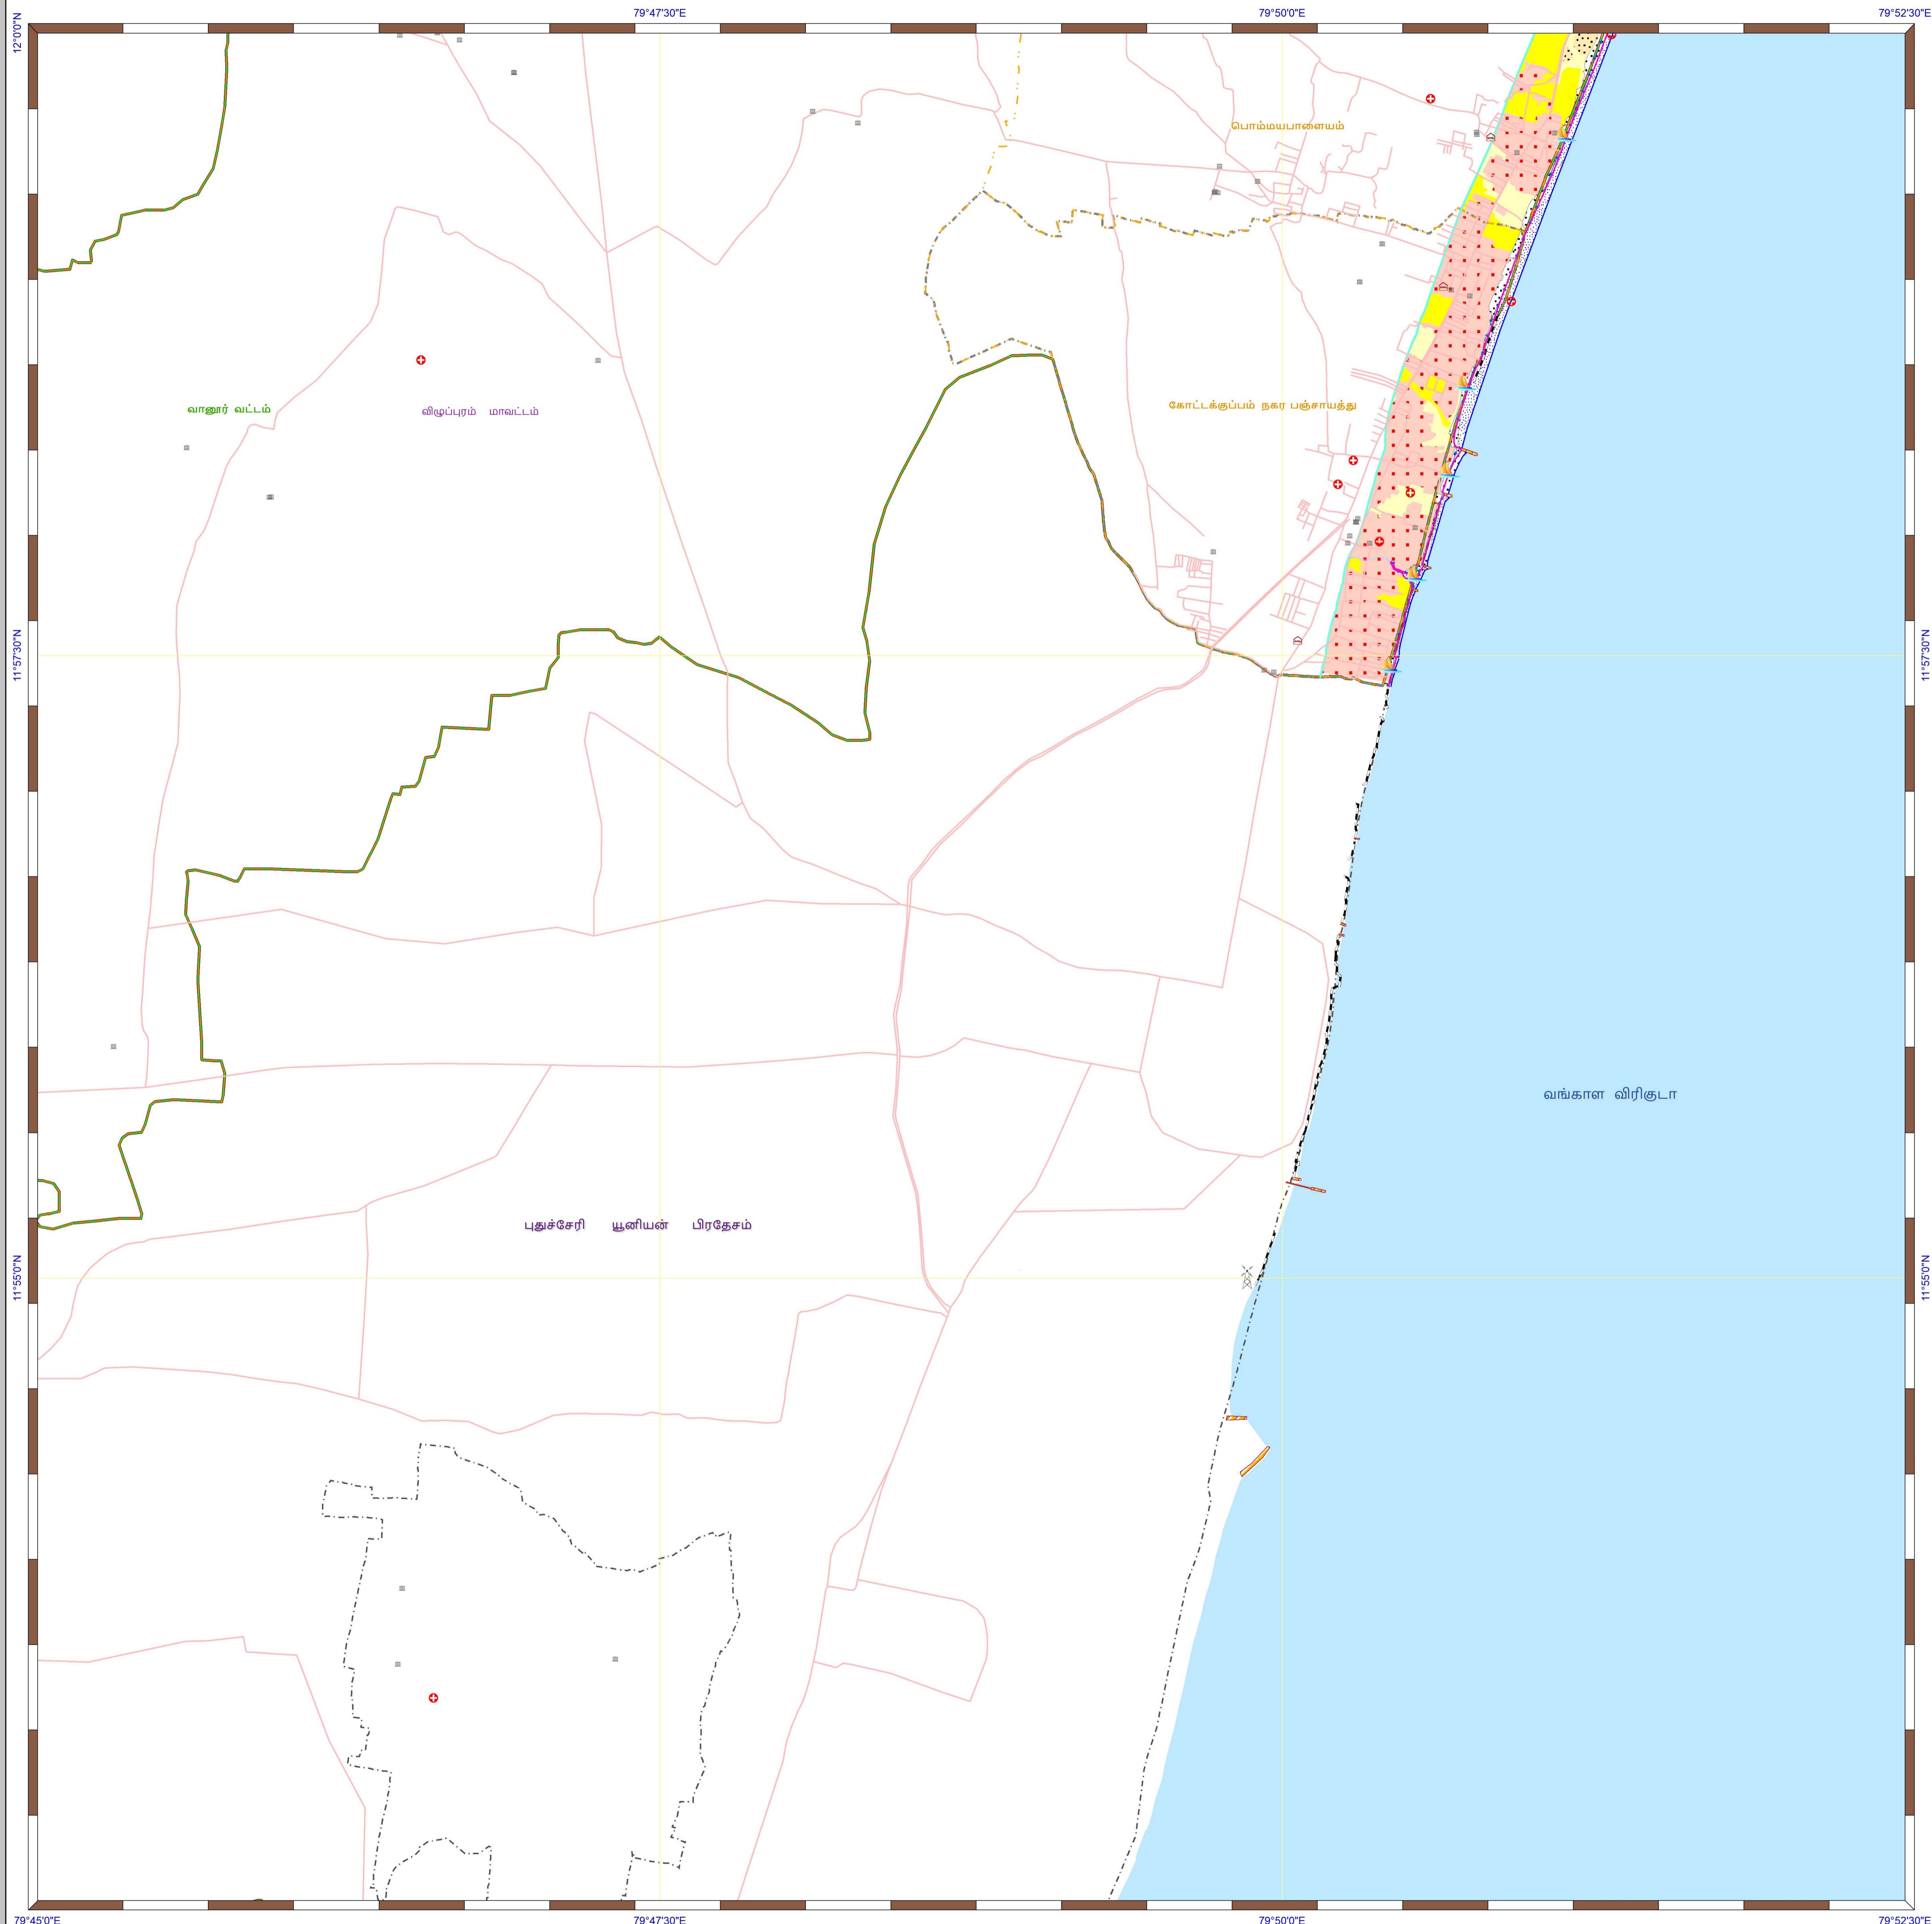 79°47'30"E
79°50'0"E
79°52'30"E
12°0'0"N
பொம்மயபாளையம்
வானூர் வட்டம்
விழுப்புரம் மாவட்டம்
கோட்டக்குப்பம் நகர பஞ்சாயத்து
11°57'30"N
11°57'30"N
வங்காள விரிகுடா
புதுச்சேரி யூனியன் பிரதேசம்
11°55'0"N
11°55'0"N
79°45'0"E
79°47'30"E
79°50'0"E
79°52'30"E